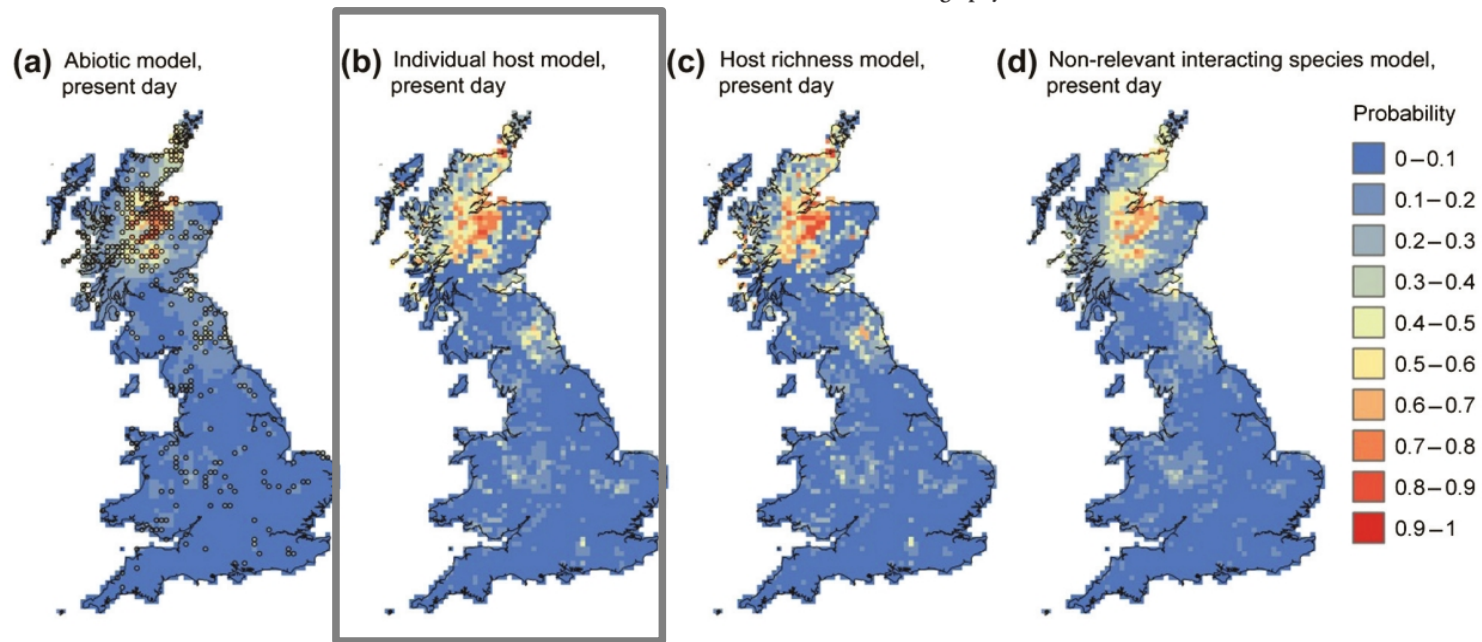 (a) Abiotic model,
present day
(b) Individual host model,
present day
(c) Host richness model,
present day
(d) Non-relevant interacting species model,
present day
Probability
0–0.1
0.1–0.2
0.2–0.3
0.3–0.4
0.4–0.5
0.5–0.6
0.6–0.7
0.7–0.8
0.8–0.9
0.9–1